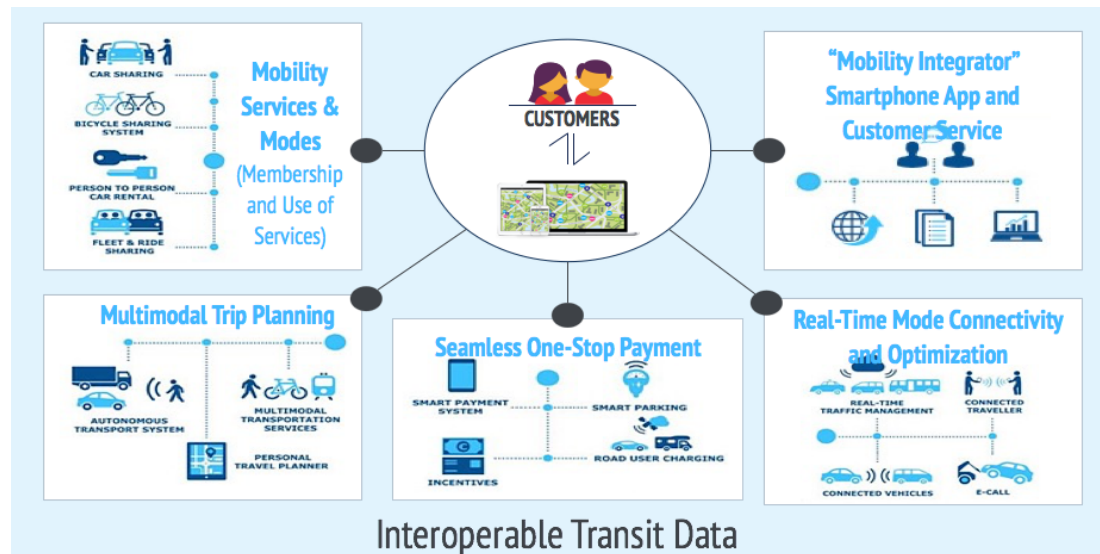 CAR SHARING
BICYCLE SHARING
SYSTEM
PERSON TO PERSON
CAR RENTAL
FLEET & RIDE
SHARING
Mobility
Services &
Modes
(Membership
and Use of
Services)
CUSTOMERS
“Mobility Integrator”
Smartphone App and
Customer Service
Multimodal Trip Planning
AUTONOMOUS
TRANSPORT SYSTEM
MULTIMODAL
TRANSPORTATION
SERVICES
PERSONAL
TRAVEL PLANNER
Seamless One-Stop Payment
SMART PAYMENT
SYSTEM
SMART PARKING
INCENTIVES
ROAD USER CHARGING
Real-Time Mode Connectivity
and Optimization
REAL-TIME
TRAFFIC MANAGEMENT
CONNECTED
TRAVELLER
CONNECTED VEHICLES
E-CALL
Interoperable Transit Data